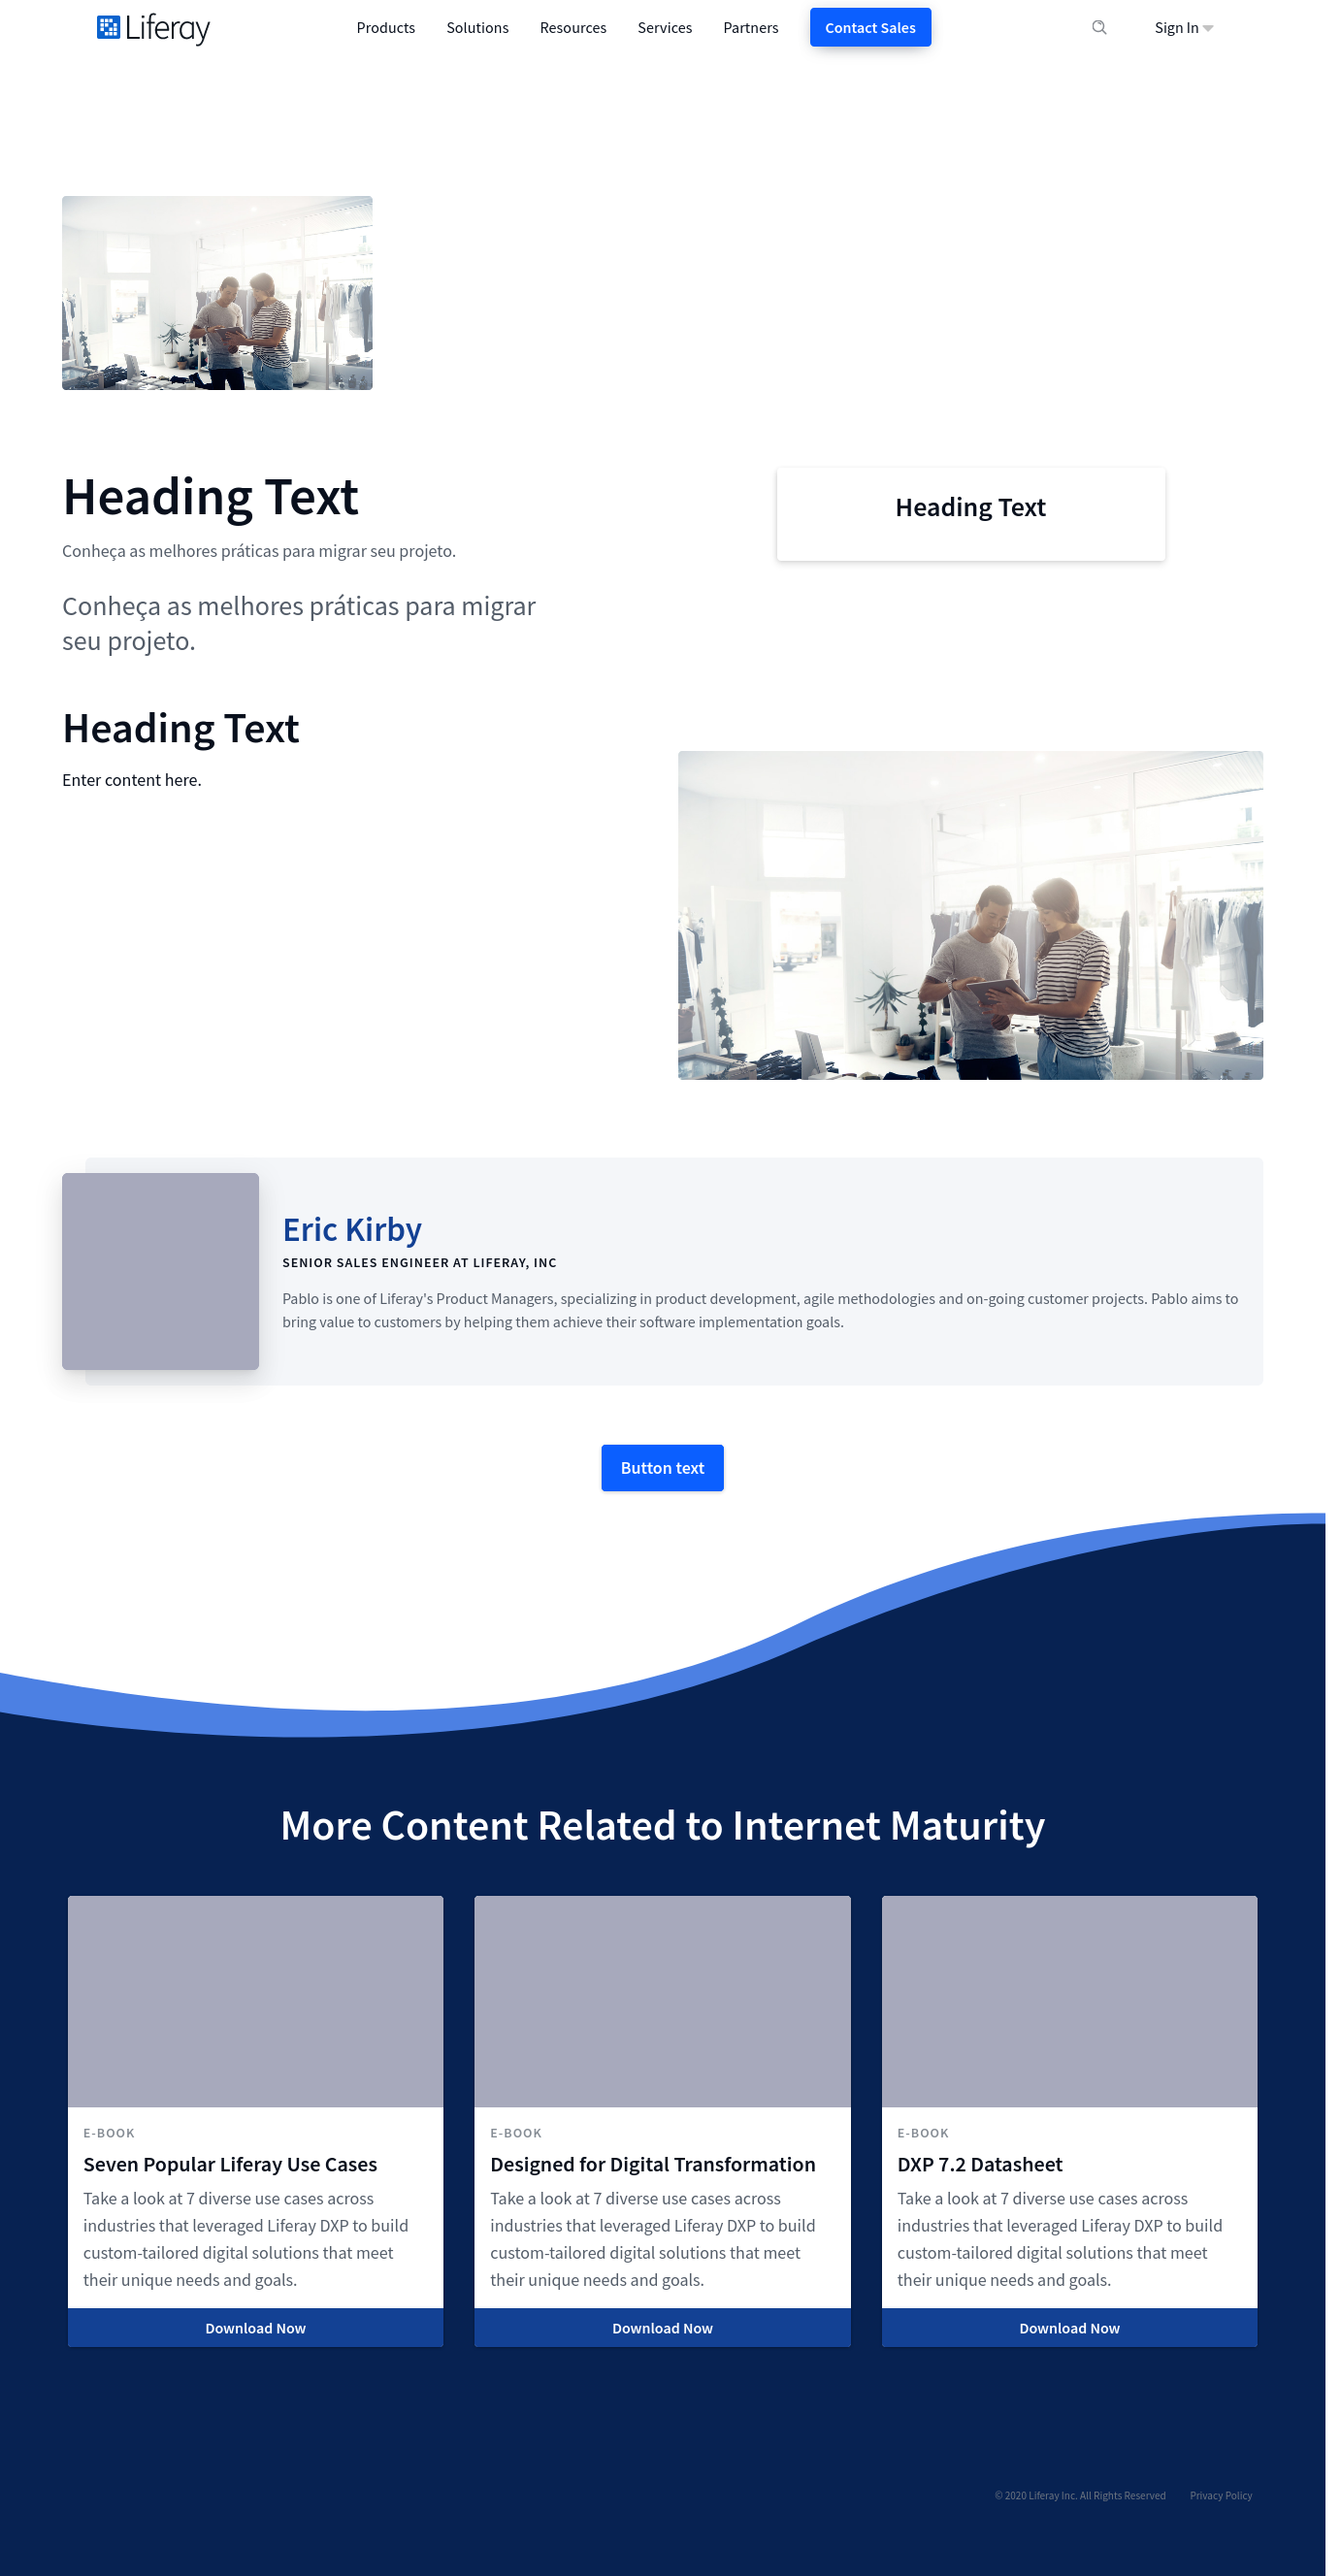 Liferay
Products
Solutions
Resources
Services
Partners
Contact Sales
Sign In
Heading Text
Conheça as melhores práticas para migrar seu projeto.
Conheça as melhores práticas para migrar
seu projeto.
Heading Text
Heading Text
Enter content here.
Eric Kirby
SENIOR SALES ENGINEER AT LIFERAY, INC
Pablo is one of Liferay's Product Managers, specializing in product development, agile methodologies and on-going customer projects. Pablo aims to
bring value to customers by helping them achieve their software implementation goals.
Button text
More Content Related to Internet Maturity
E-BOOK
Seven Popular Liferay Use Cases
Take a look at 7 diverse use cases across
industries that leveraged Liferay DXP to build
custom-tailored digital solutions that meet
their unique needs and goals.
Download Now
E-BOOK
Designed for Digital Transformation
Take a look at 7 diverse use cases across
industries that leveraged Liferay DXP to build
custom-tailored digital solutions that meet
their unique needs and goals.
Download Now
E-BOOK
DXP 7.2 Datasheet
Take a look at 7 diverse use cases across
industries that leveraged Liferay DXP to build
custom-tailored digital solutions that meet
their unique needs and goals.
Download Now
© 2020 Liferay Inc. All Rights Reserved
Privacy Policy